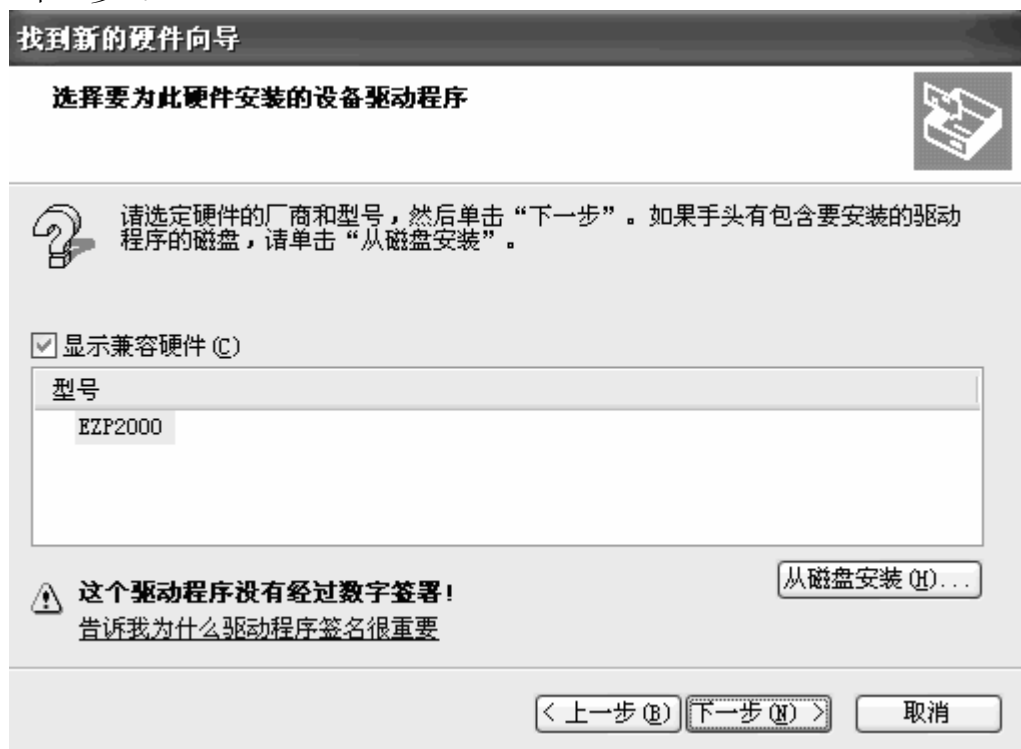 找到新的硬件向导
选择要为此硬件安装的设备驱动程序
请选定硬件的厂商和型号，然后单击“下一步”。如果手头有包含要安装的驱动
程序的磁盘，请单击“从磁盘安装”。
显示兼容硬件(C)
型号
EZP2000
从磁盘安装(H)...
这个驱动程序没有经过数字签署!
告诉我为什么驱动程序签名很重要
< 上一步(B) 下一步(N) > 取消